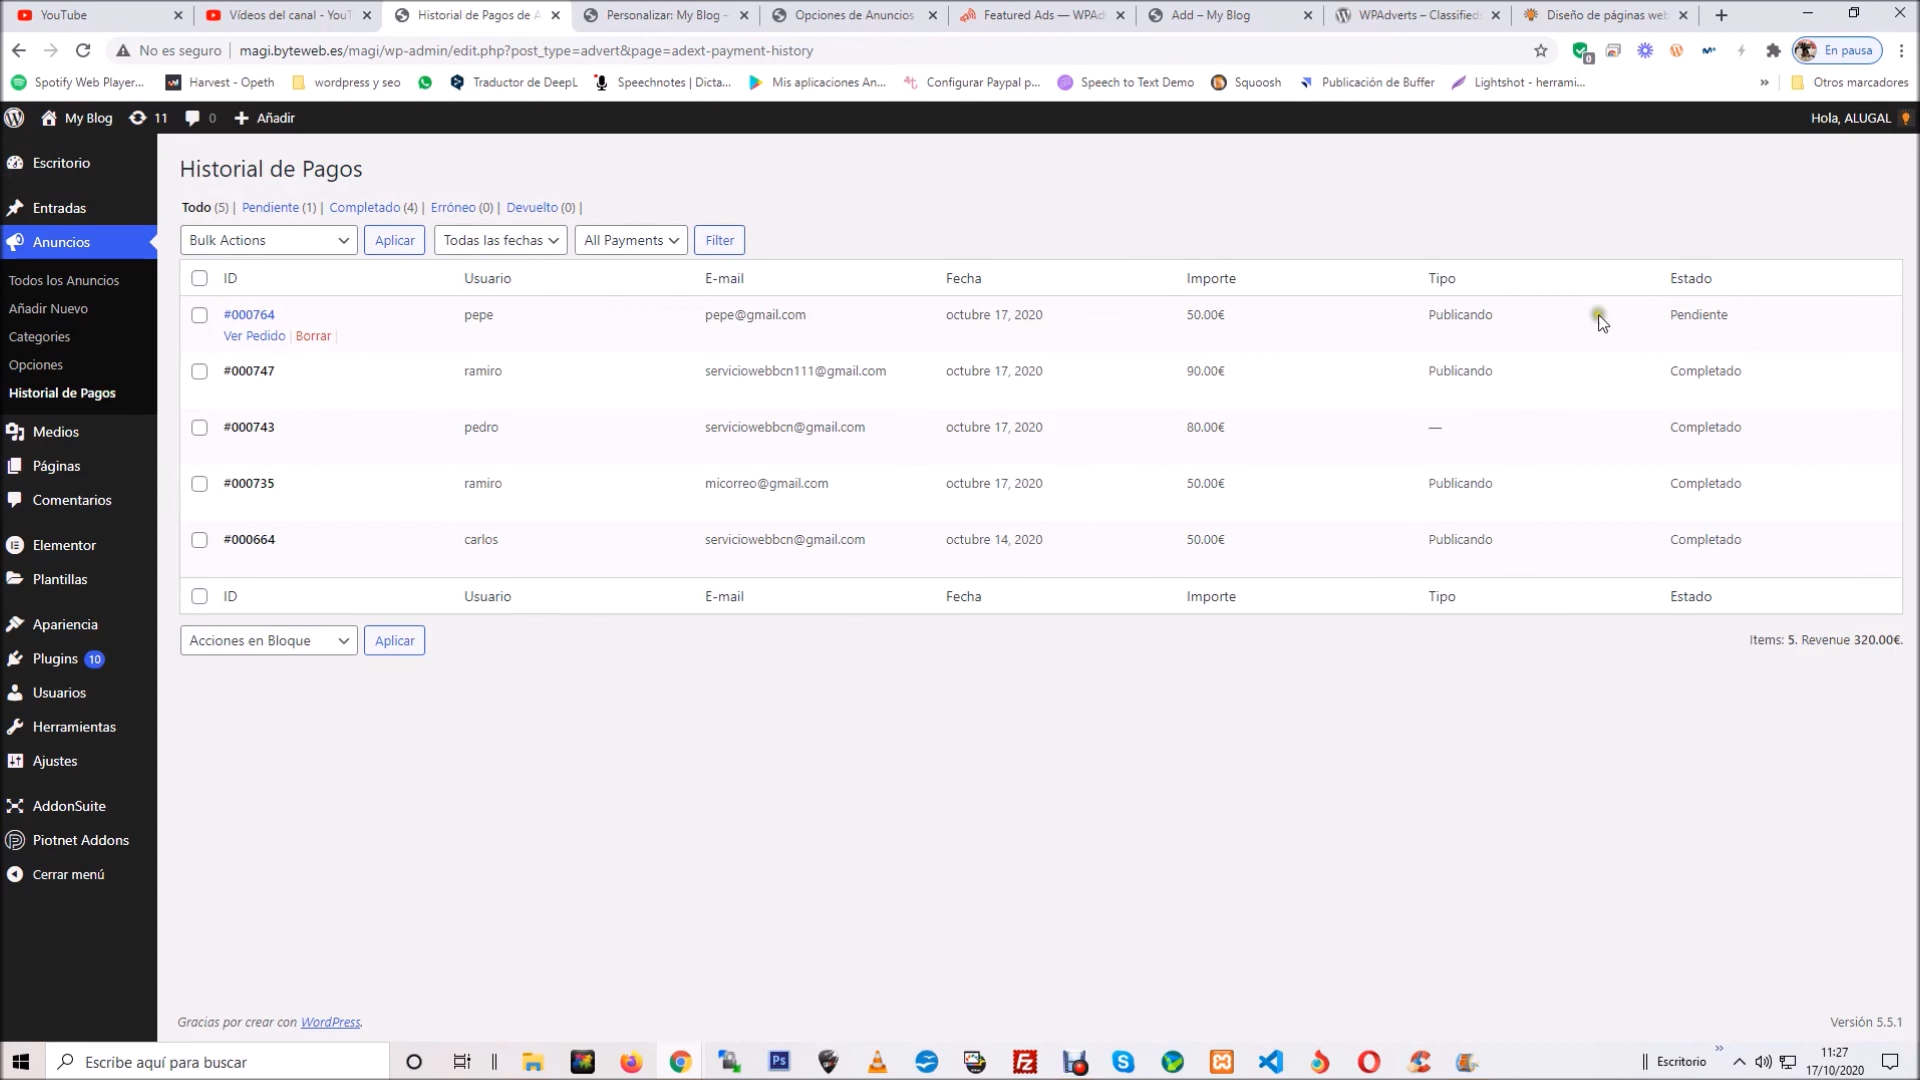 YouTube
Vídeos del canal - YouT
Historial de Pagos de A
Personalizar: My Blog –
Opciones de Anuncios
Featured Ads — WPAd
Add – My Blog
WPAdverts – Classifieds
Diseño de páginas web
No es seguro | magi.byteweb.es/magi/wp-admin/edit.php?post_type=advert&page=adext-payment-history
En pausa
Spotify Web Player...
Harvest - Opeth
wordpress y seo
Traductor de DeepL
Speechnotes | Dicta...
Mis aplicaciones An...
Configurar Paypal p...
Speech to Text Demo
Squoosh
Publicación de Buffer
Lightshot - herrami...
»
Otros marcadores
My Blog 11 0 + Añadir
Hola, ALUGAL
Escritorio
Entradas
Anuncios
Todos los Anuncios
Añadir Nuevo
Categories
Opciones
Historial de Pagos
Medios
Páginas
Comentarios
Elementor
Plantillas
Apariencia
Plugins 10
Usuarios
Herramientas
Ajustes
AddonSuite
Piotnet Addons
Cerrar menú
Historial de Pagos
Todo (5) | Pendiente (1) | Completado (4) | Erróneo (0) | Devuelto (0) |
Bulk Actions Aplicar Todas las fechas All Payments Filter
ID Usuario E-mail Fecha Importe Tipo Estado
#000764 pepe pepe@gmail.com octubre 17, 2020 50.00€ Publicando Pendiente
Ver Pedido | Borrar |
#000747 ramiro serviciowebbcn111@gmail.com octubre 17, 2020 90.00€ Publicando Completado
#000743 pedro serviciowebbcn@gmail.com octubre 17, 2020 80.00€ — Completado
#000735 ramiro micorreo@gmail.com octubre 17, 2020 50.00€ Publicando Completado
#000664 carlos serviciowebbcn@gmail.com octubre 14, 2020 50.00€ Publicando Completado
ID Usuario E-mail Fecha Importe Tipo Estado
Acciones en Bloque Aplicar
Items: 5. Revenue 320.00€.
Gracias por crear con WordPress.
Versión 5.5.1
Escribe aquí para buscar
Ps
Escritorio
»
11:27
17/10/2020